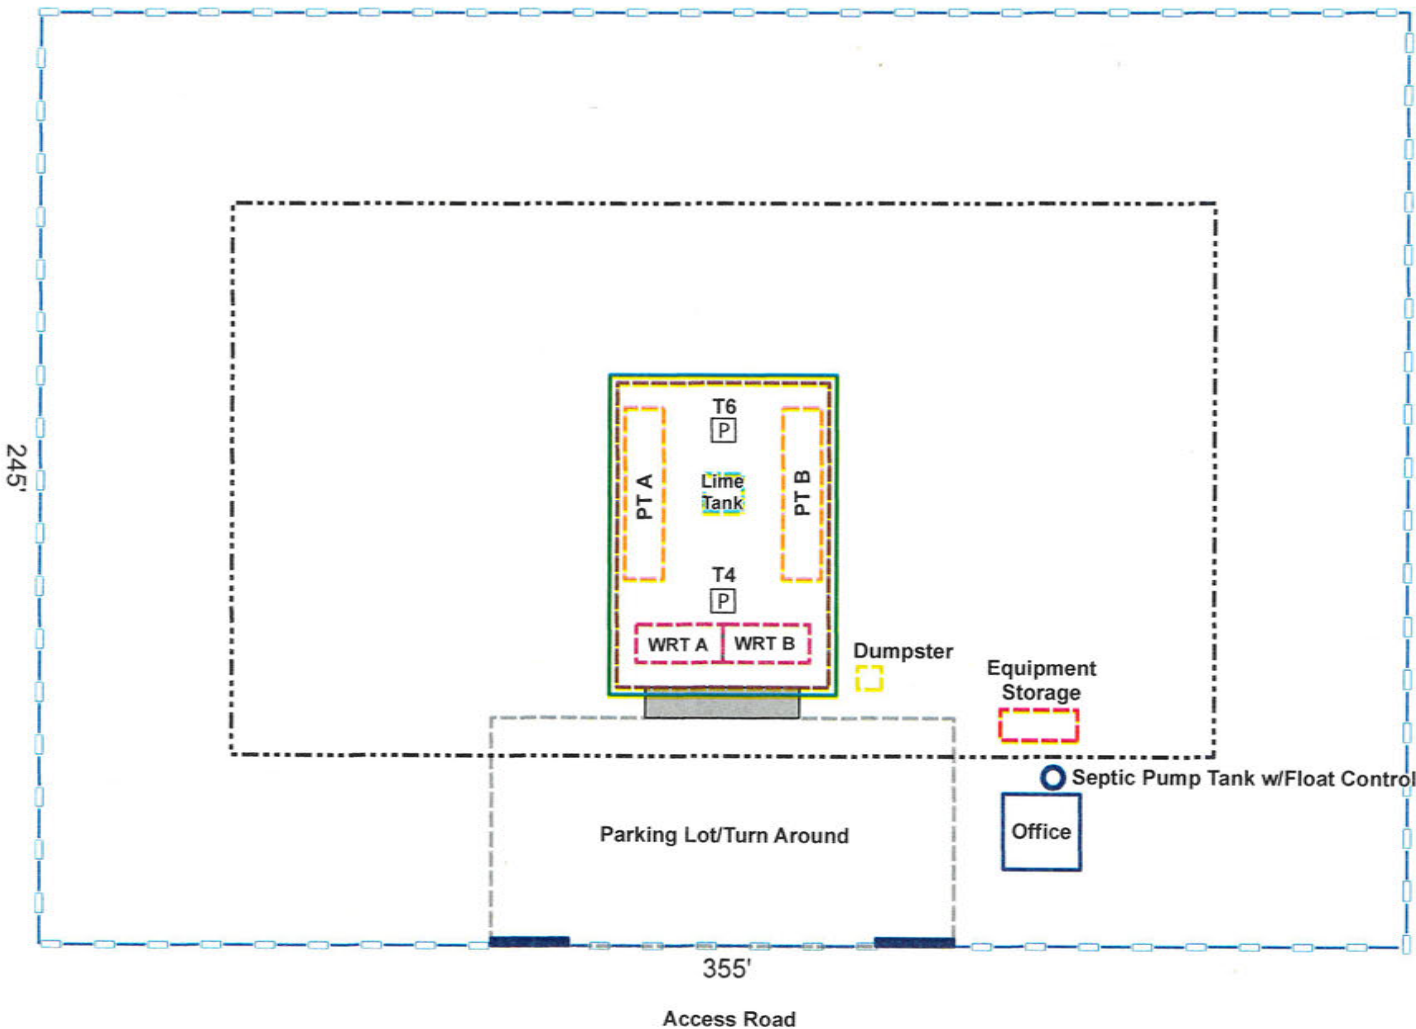 T6
P
Lime
Tank
PT A
PT B
T4
P
WRT A
WRT B
Dumpster
Equipment
Storage
Septic Pump Tank w/Float Control
Office
Parking Lot/Turn Around
245'
355'
Access Road